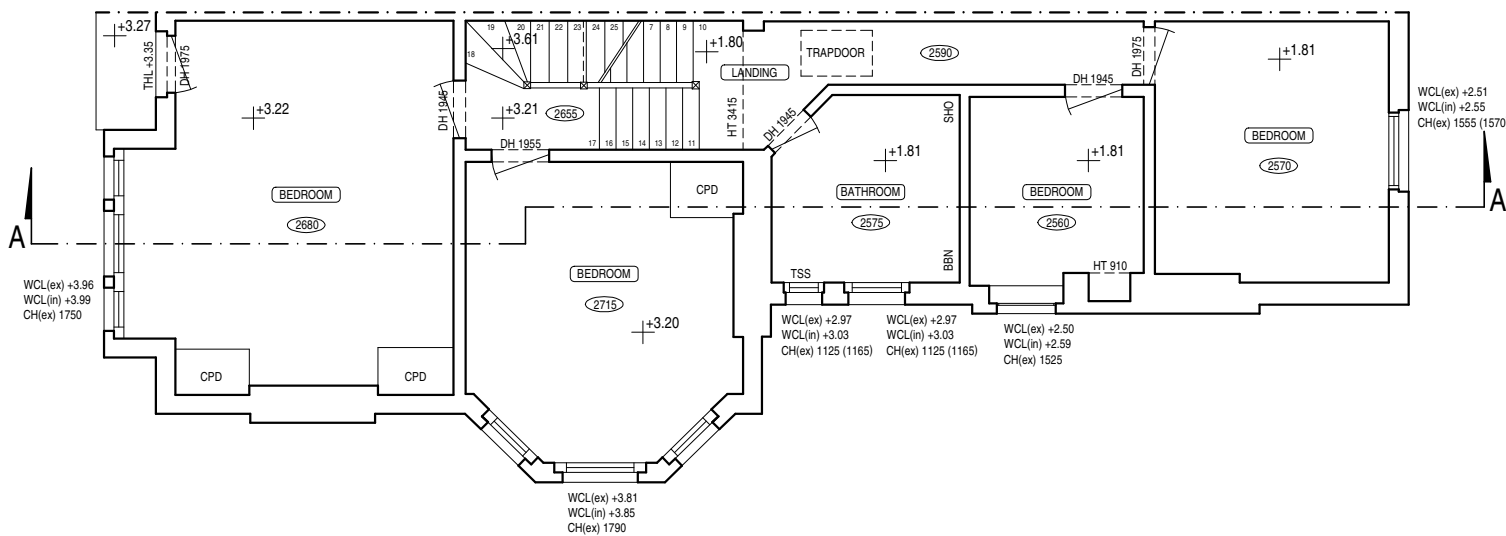 +3.27
THL +3.35
DH 1975
+3.22
BEDROOM
2680
CPD
CPD
A
WCL(ex) +3.96
WCL(in) +3.99
CH(ex) 1750
DH 1945
18
19
20
21
22
23
24
25
7
8
9
10
+3.61
+1.80
+3.21
2655
17
16
15
14
13
12
11
DH 1955
LANDING
HT 3415
TRAPDOOR
2590
CPD
BEDROOM
2715
+3.20
WCL(ex) +3.81
WCL(in) +3.85
CH(ex) 1790
DH 1945
+1.81
SHO
BATHROOM
2575
BBN
TSS
WCL(ex) +2.97
WCL(in) +3.03
CH(ex) 1125 (1165)
WCL(ex) +2.97
WCL(in) +3.03
CH(ex) 1125 (1165)
DH 1945
+1.81
BEDROOM
2560
HT 910
WCL(ex) +2.50
WCL(in) +2.59
CH(ex) 1525
DH 1975
+1.81
BEDROOM
2570
WCL(ex) +2.51
WCL(in) +2.55
CH(ex) 1555 (1570
A